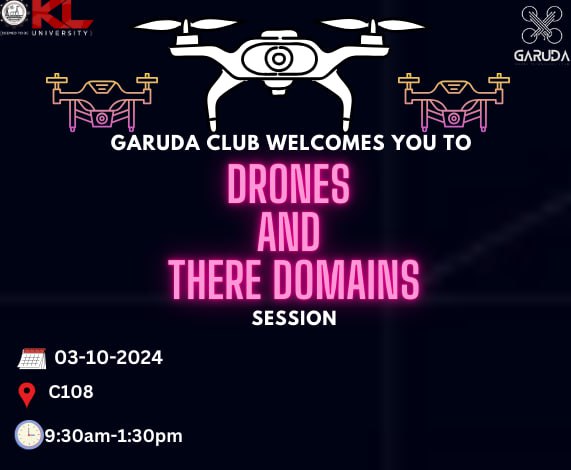 KL
UNIVERSITY
GARUDA
GARUDA CLUB WELCOMES YOU TO
DRONES
AND
THERE DOMAINS
SESSION
03-10-2024
C108
9:30am-1:30pm